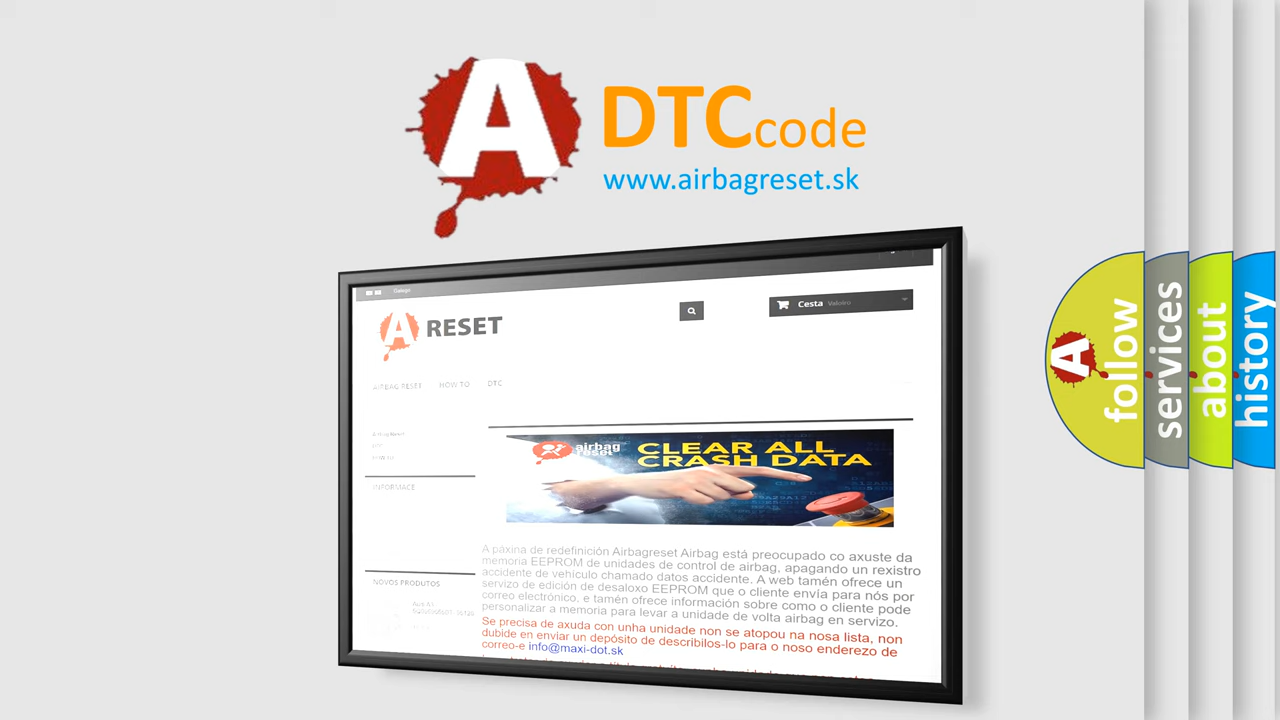 A DTCcode
www.airbagreset.sk
Galego
A RESET
Cesta Valeiro
AIRBAG RESET HOW TO DTC
INFORMACE
NOVOS PRODUTOS
airbag
reset
CLEAR ALL
CRASH DATA
A páxina de redefinición Airbagreset Airbag está preocupado co axuste da
memoria EEPROM de unidades de control de airbag, apagando un rexistro
accidente de vehículo chamado datos accidente. A web tamén ofrece un
servizo de edición de desaloxo EEPROM que o cliente envía para nós por
correo electrónico, e tamén ofrece información sobre como o cliente pode
personalizar a memoria para levar a unidade de volta airbag en servizo.
Se precisa de axuda con unha unidade non se atopou na nosa lista, non
dubide en enviar un depósito de describilos-lo para o noso enderezo de
correo-e info@maxi-dot.sk
A follow
services
about
history